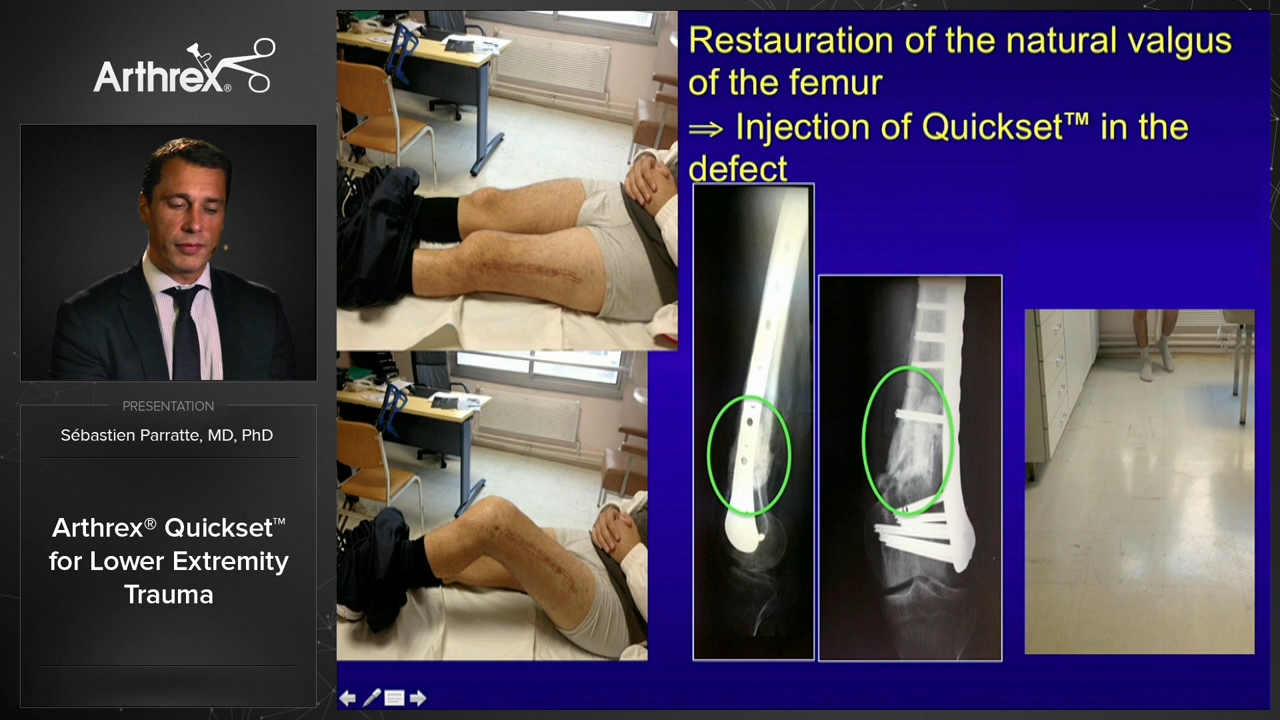 Arthrex®
PRESENTATION
Sébastien Parratte, MD, PhD
Arthrex® Quickset™
for Lower Extremity
Trauma
Restauration of the natural valgus
of the femur
⇒ Injection of Quickset™ in the
defect